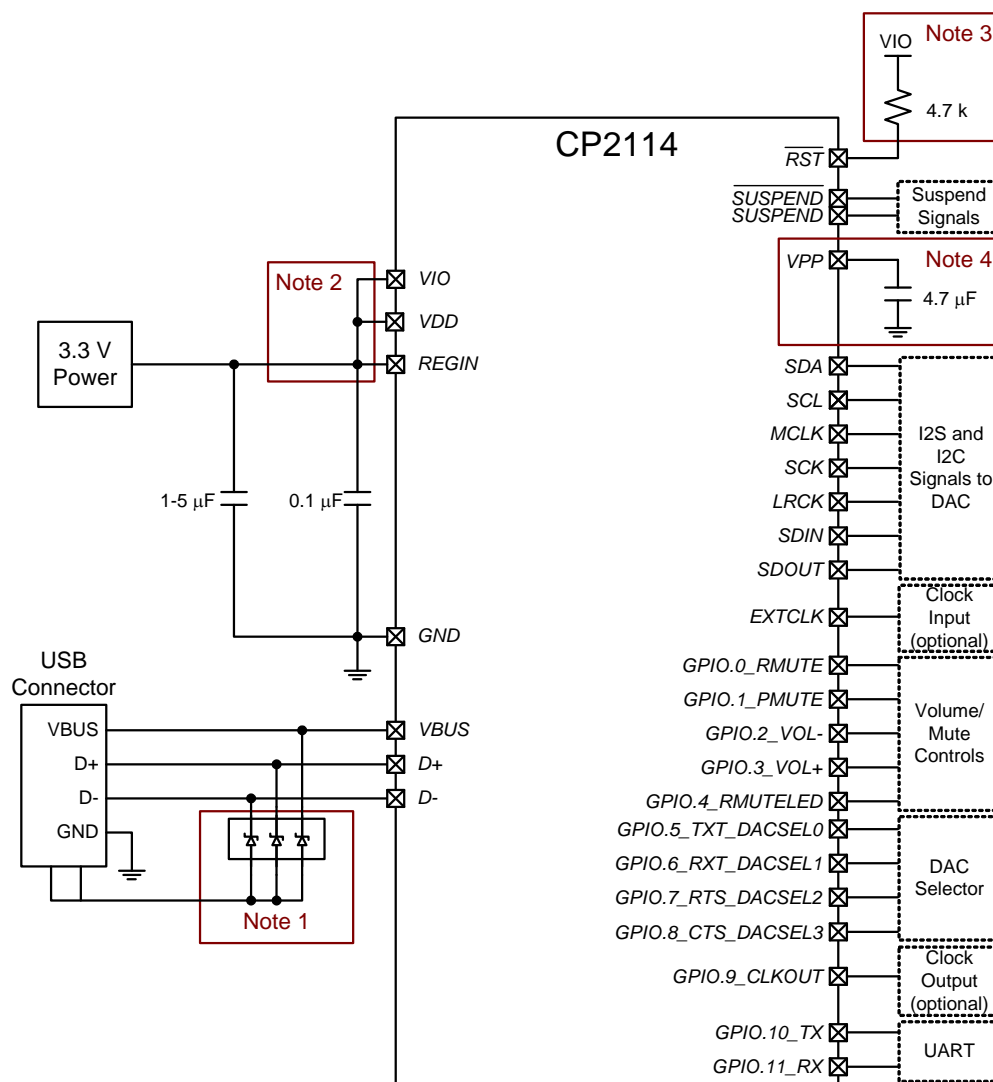 Note 3
VIO
4.7 k
CP2114
RST
SUSPEND
SUSPEND
Suspend
Signals
Note 4
VPP
4.7 μF
Note 2
VIO
VDD
REGIN
3.3 V
Power
1-5 μF
0.1 μF
GND
SDA
SCL
MCLK
SCK
LRCK
SDIN
SDOUT
I2S and
I2C
Signals to
DAC
EXTCLK
Clock
Input
(optional)
USB
Connector
VBUS
D+
D-
GND
VBUS
D+
D-
Note 1
GPIO.0_RMUTE
GPIO.1_PMUTE
GPIO.2_VOL-
GPIO.3_VOL+
GPIO.4_RMUTELED
Volume/
Mute
Controls
GPIO.5_TXT_DACSEL0
GPIO.6_RXT_DACSEL1
GPIO.7_RTS_DACSEL2
GPIO.8_CTS_DACSEL3
DAC
Selector
GPIO.9_CLKOUT
Clock
Output
(optional)
GPIO.10_TX
GPIO.11_RX
UART